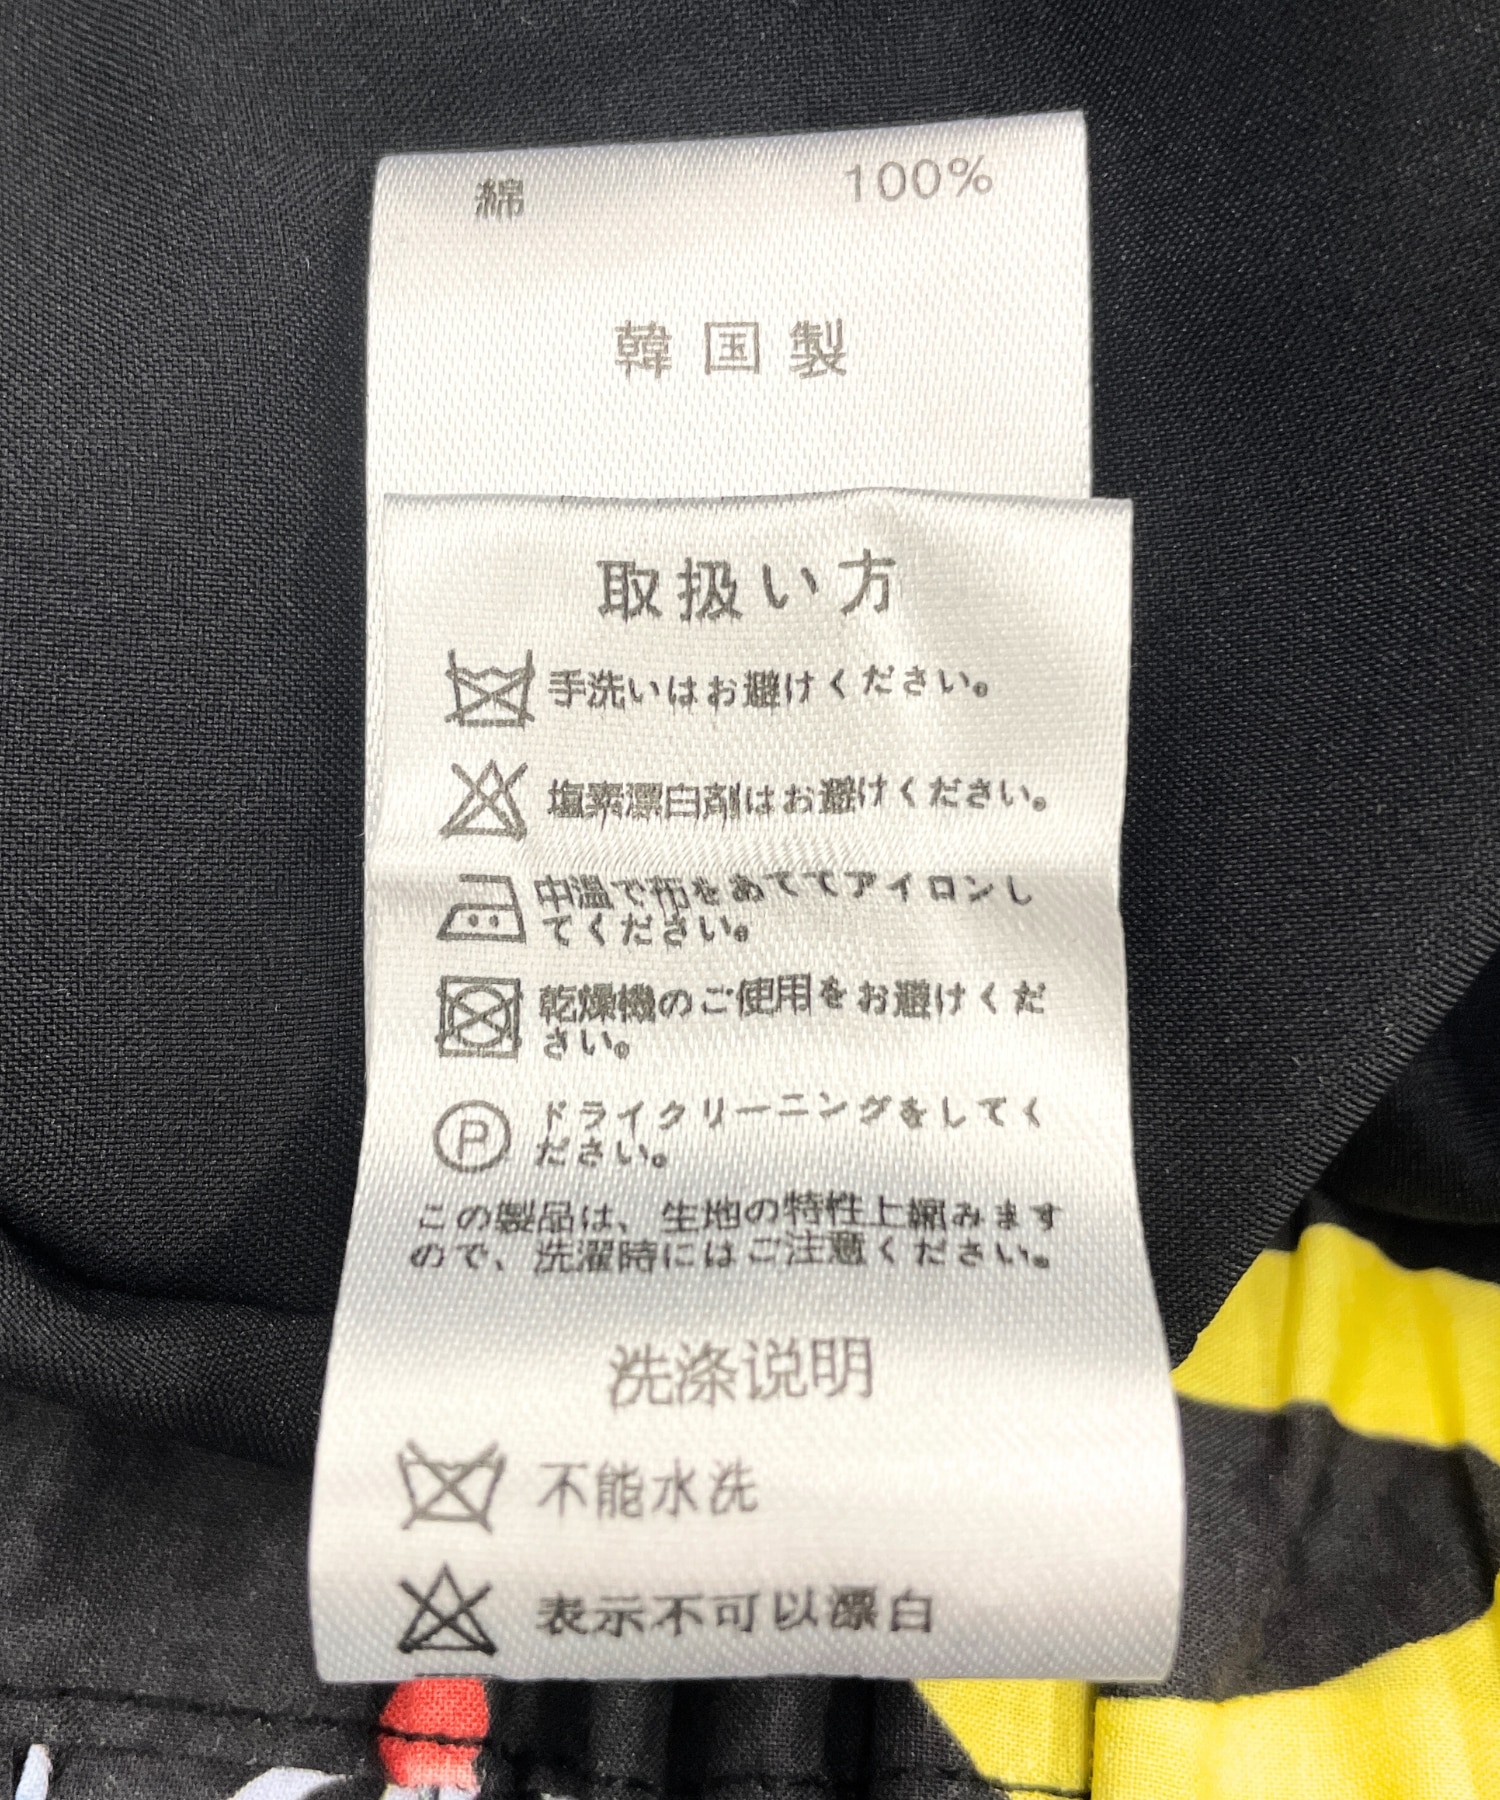 綿 100%
韓国製
取扱い方
手洗いはお避けください。
塩素漂白剤はお避けください。
中温で布をあててアイロンし
てください。
乾燥機のご使用をお避けくだ
さい。
P
ドライクリーニングをしてく
ださい。
この製品は、生地の特性上縮みます
ので、洗濯時にはご注意ください。
洗涤说明
不能水洗
表示不可以漂白